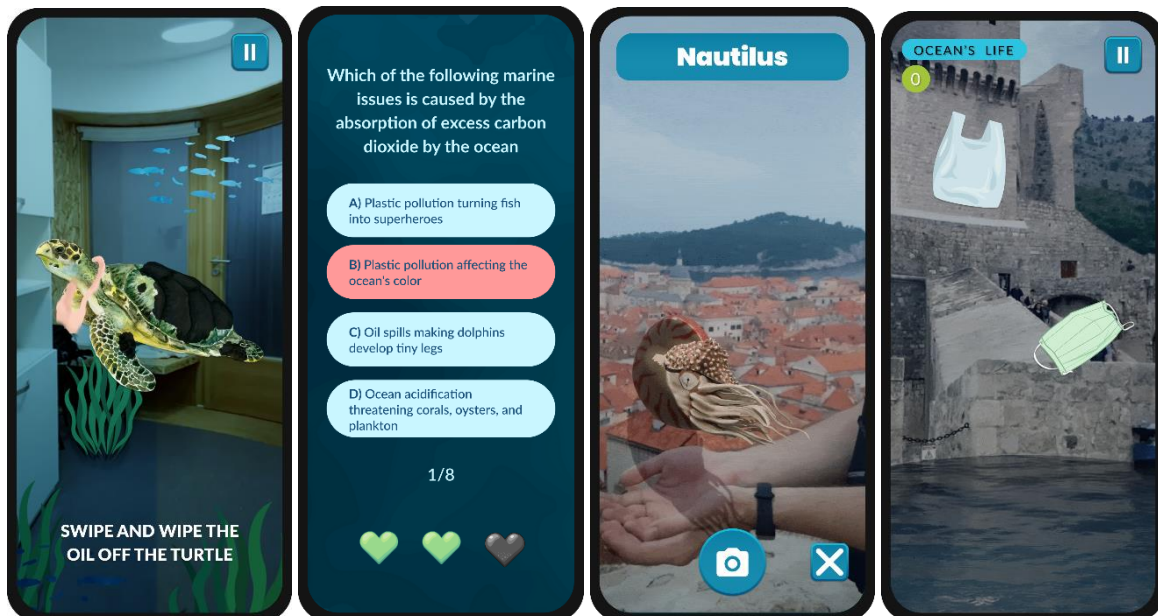 SWIPE AND WIPE THE
OIL OFF THE TURTLE
Which of the following marine
issues is caused by the
absorption of excess carbon
dioxide by the ocean
A) Plastic pollution turning fish
into superheroes
B) Plastic pollution affecting the
ocean's color
C) Oil spills making dolphins
develop tiny legs
D) Ocean acidification
threatening corals, oysters, and
plankton
1/8
Nautilus
OCEAN'S LIFE
0